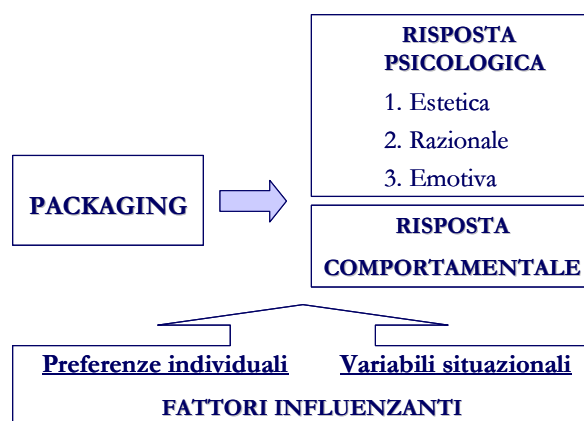 RISPOSTA
PSICOLOGICA
1. Estetica
2. Razionale
3. Emotiva
PACKAGING
RISPOSTA
COMPORTAMENTALE
Preferenze individuali Variabili situazionali
FATTORI INFLUENZANTI